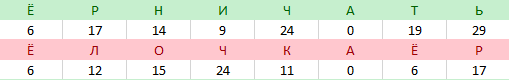 Ё Р Н И Ч А Т Ь
6 17 14 9 24 0 19 29
Ё Л О Ч К А Ё Р
6 12 15 24 11 0 6 17